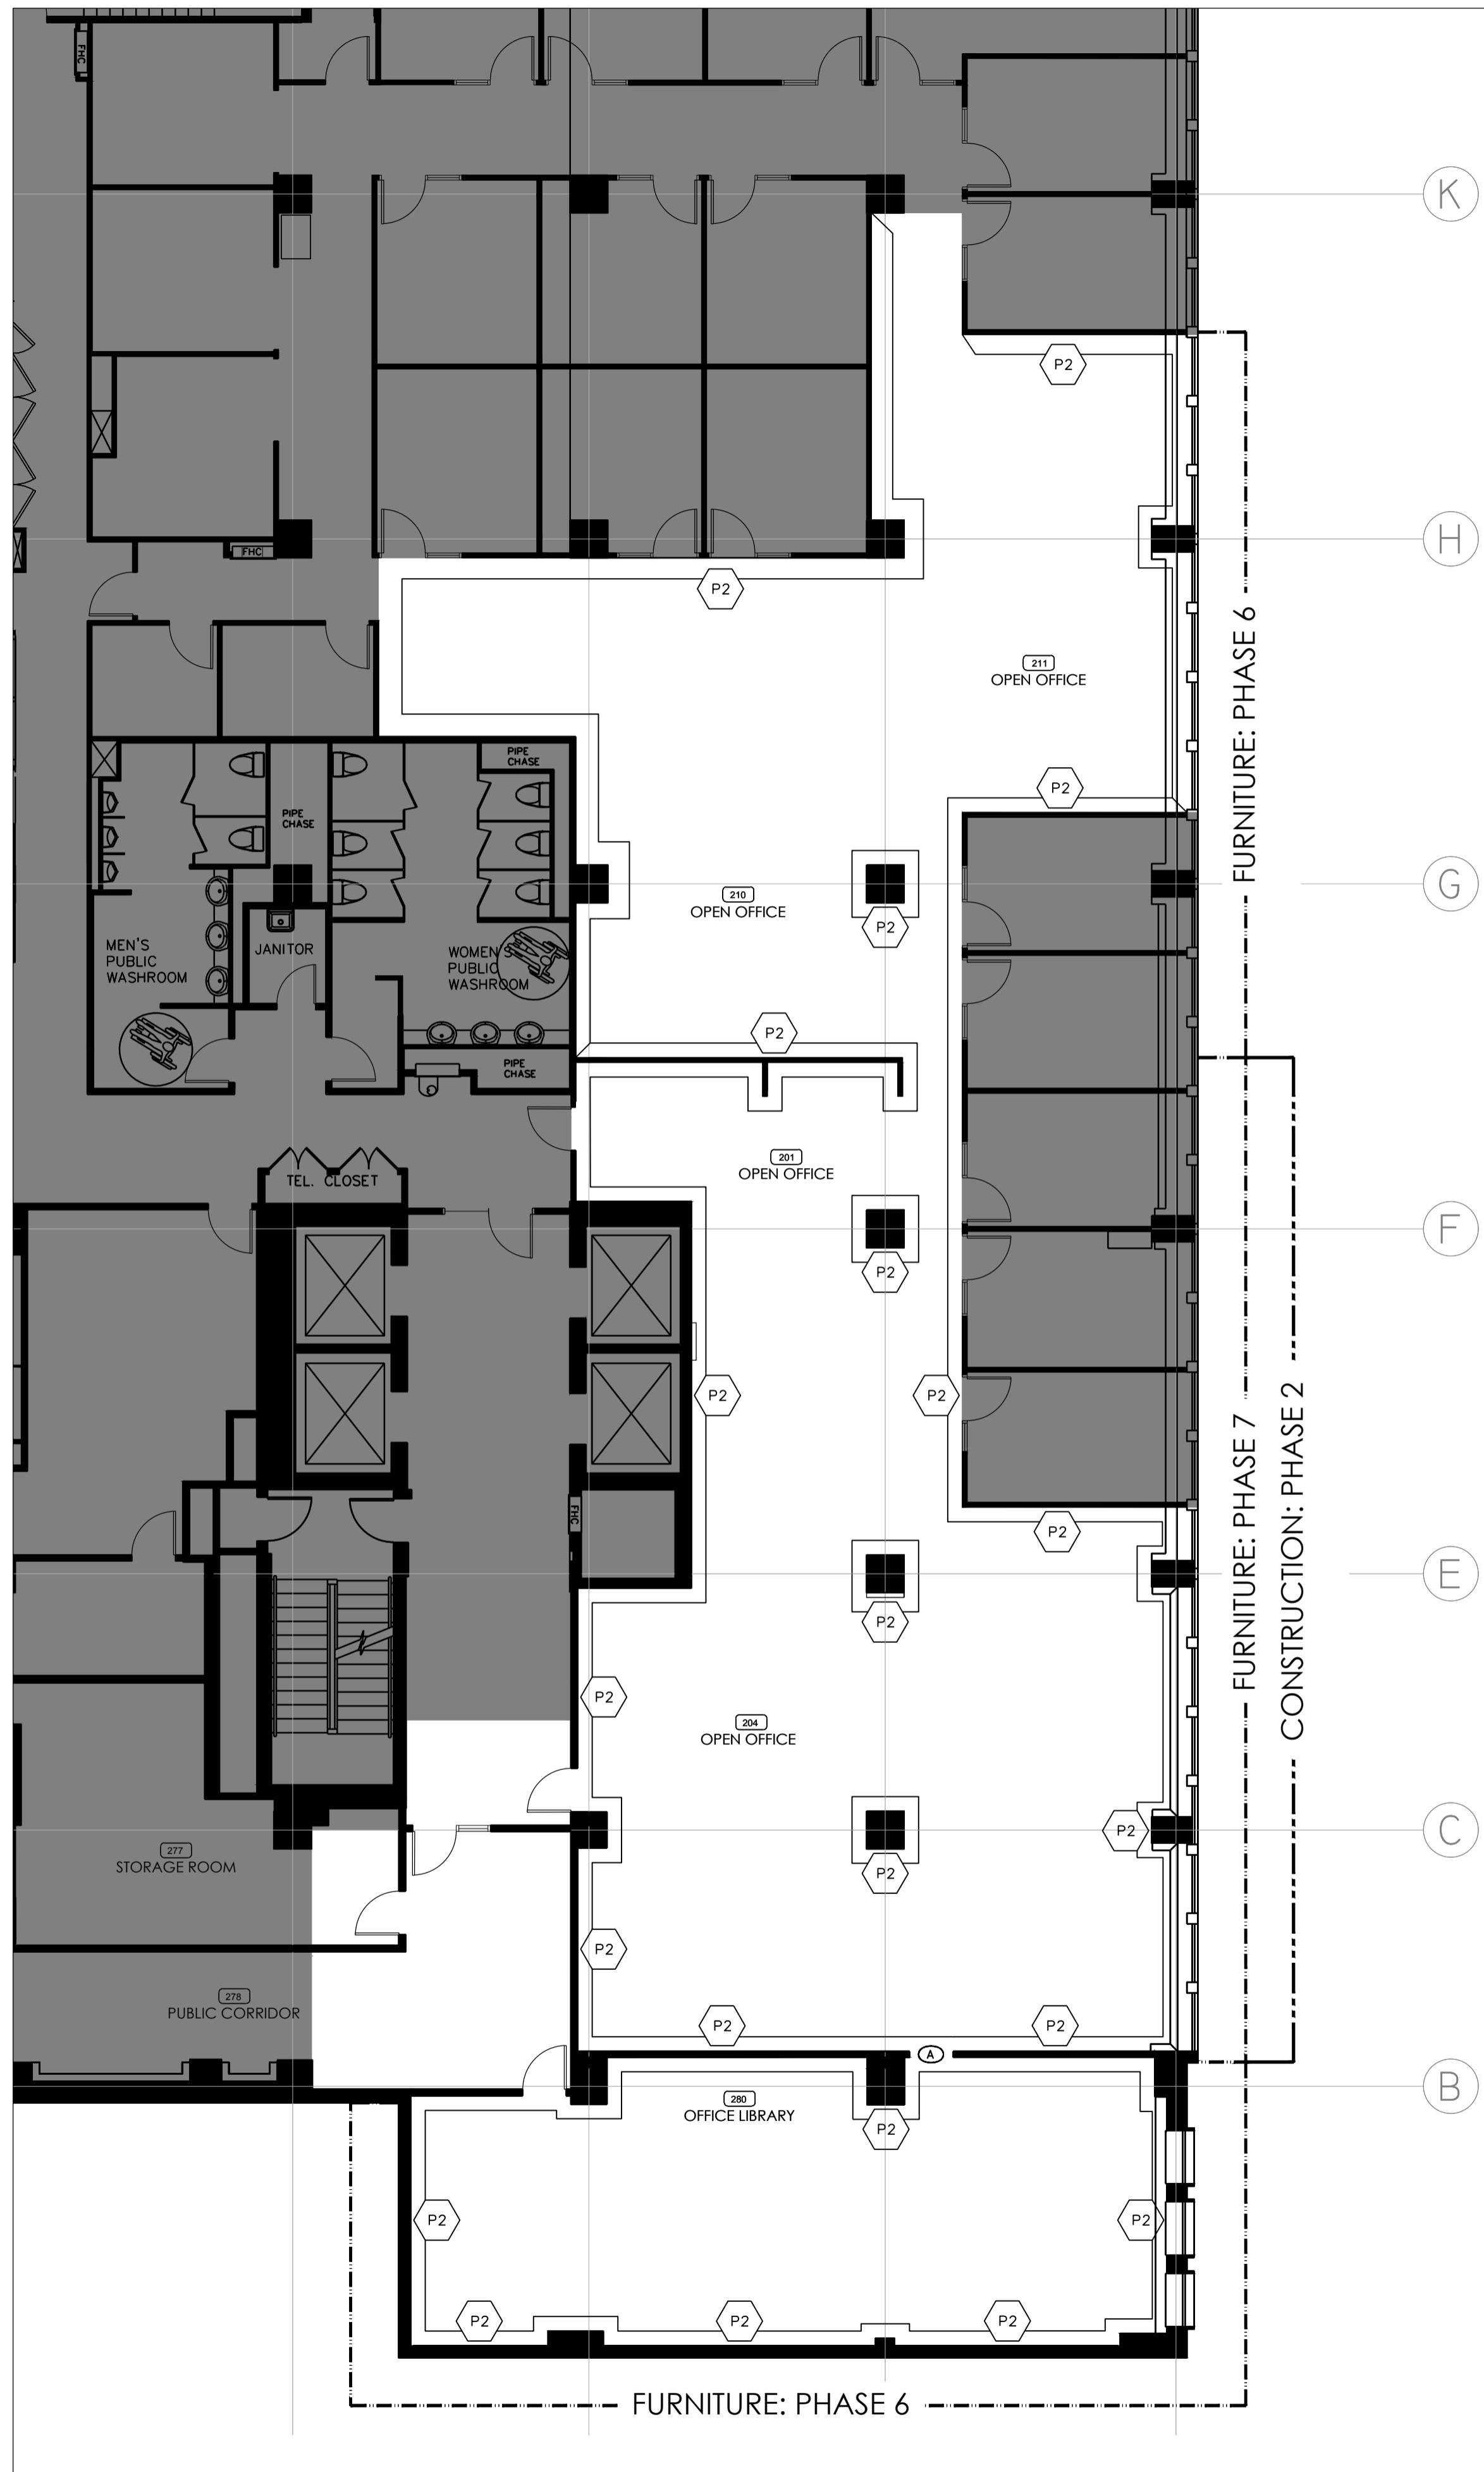 FHC
K
P2
H
FHC
P2
211
OPEN OFFICE
FURNITURE: PHASE 6
PIPE
CHASE
P2
PIPE
CHASE
G
210
OPEN OFFICE
P2
MEN'S
PUBLIC
WASHROOM
JANITOR
WOMEN'S
PUBLIC
WASHROOM
P2
PIPE
CHASE
201
OPEN OFFICE
TEL. CLOSET
F
P2
P2
P2
FURNITURE: PHASE 7
CONSTRUCTION: PHASE 2
FHC
P2
E
P2
P2
204
OPEN OFFICE
P2
C
277
STORAGE ROOM
P2
P2
278
PUBLIC CORRIDOR
P2
P2
A
B
280
OFFICE LIBRARY
P2
P2
P2
P2
P2
P2
FURNITURE: PHASE 6